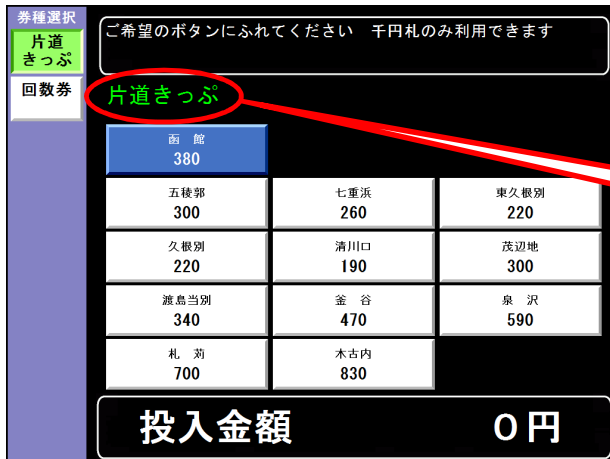 券種選択
片道
きっぷ
回数券
ご希望のボタンにふれてください　千円札のみ利用できます
片道きっぷ
函　館
380
五稜郭
300
七重浜
260
東久根別
220
久根別
220
清川口
190
茂辺地
300
渡島当別
340
釜　谷
470
泉　沢
590
札　苅
700
木古内
830
投入金額　　０円